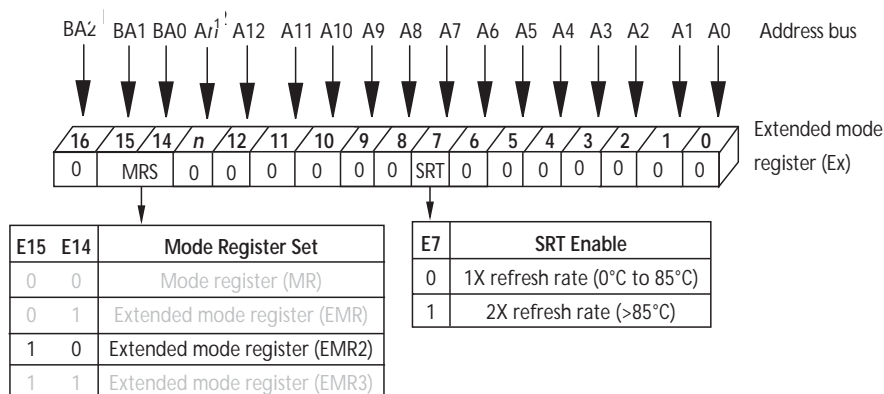 BA2 BA1 BA0 An¹ ² A12 A11 A10 A9 A8 A7 A6 A5 A4 A3 A2 A1 A0 Address bus
16 15 14 n 12 11 10 9 8 7 6 5 4 3 2 1 0 Extended mode
0 MRS 0 0 0 0 0 0 SRT 0 0 0 0 0 0 0 register (Ex)
E15 E14 Mode Register Set
0 0 Mode register (MR)
0 1 Extended mode register (EMR)
1 0 Extended mode register (EMR2)
1 1 Extended mode register (EMR3)
E7 SRT Enable
0 1X refresh rate (0°C to 85°C)
1 2X refresh rate (>85°C)